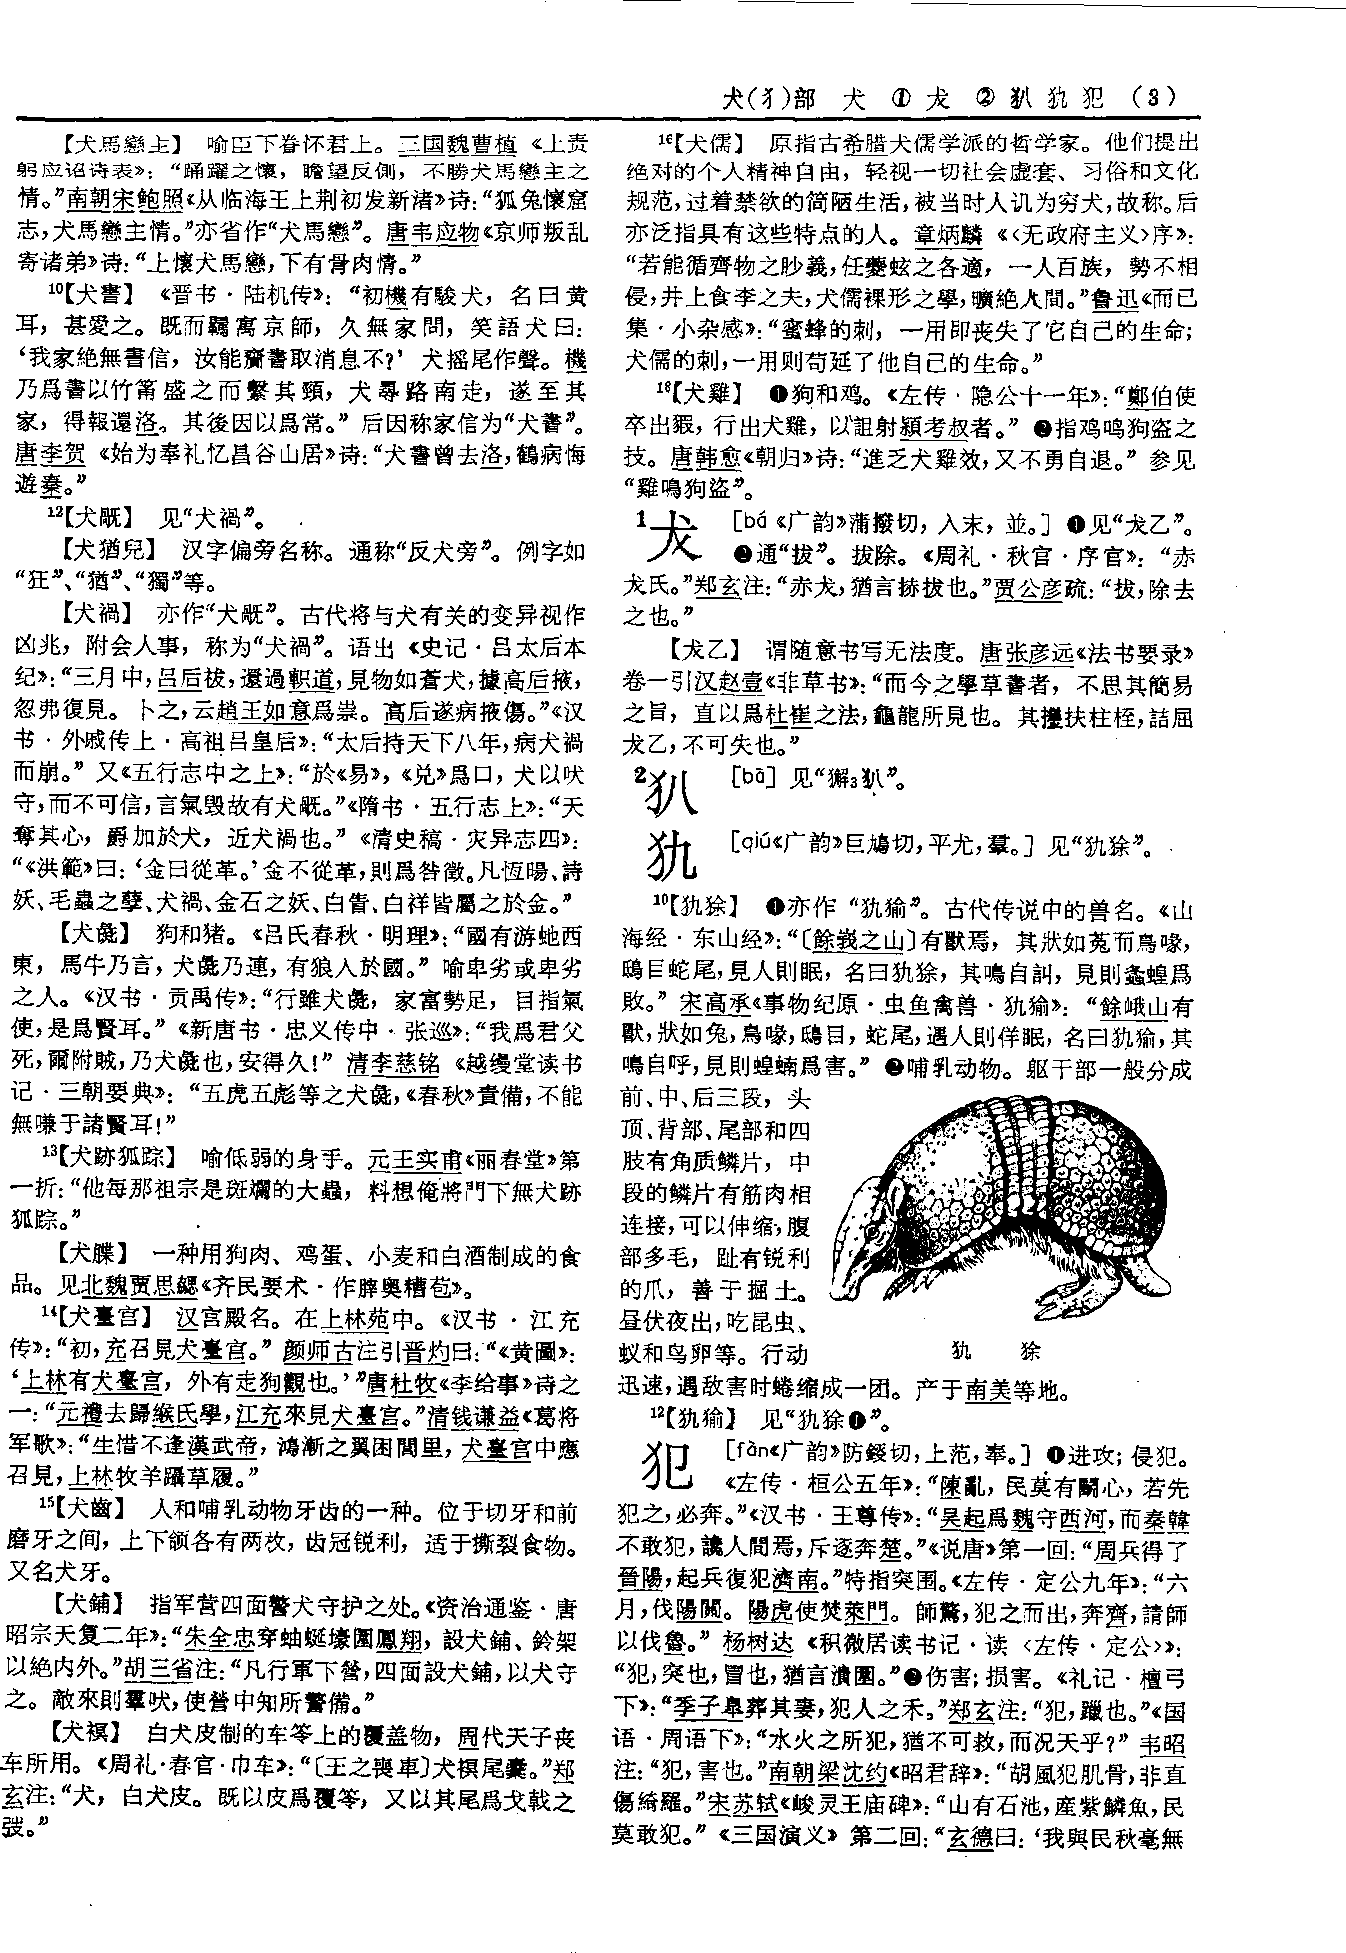 犬(犭)部 犬 ①犮 ②犰犯 (3)
【犬馬戀主】 喻臣下眷怀君上。三国魏曹植《上责
躬应诏诗表》：“踊躍之懷，瞻望反側，不勝犬馬戀主之
情。”南朝宋鲍照《从临海王上荆初发新渚》诗：“狐兔懷窟
志，犬馬戀主情。”亦省作“犬馬戀”。唐韦应物《京师叛乱
寄诸弟》诗：“上懷犬馬戀，下有骨肉情。”
10【犬書】 《晋书·陆机传》：“初機有駿犬，名曰黄
耳，甚愛之。既而羈寓京師，久無家問，笑語犬曰：
‘我家絶無書信，汝能齎書取消息不？’犬摇尾作聲。機
乃爲書以竹筩盛之而繫其頸，犬尋路南走，遂至其
家，得報還洛。其後因以爲常。”后因称家信为“犬書”。
唐李贺《始为奉礼忆昌谷山居》诗：“犬書曾去洛，鶴病悔
遊秦。”
12【犬旤】 见“犬禍”。
【犬猶兒】 汉字偏旁名称。通称“反犬旁”。例字如
“狂”、“猶”、“獨”等。
【犬禍】 亦作“犬旤”。古代将与犬有关的变异视作
凶兆，附会人事，称为“犬禍”。语出《史记·吕太后本
纪》：“三月中，吕后祓，還過軹道，見物如蒼犬，據高后掖，
忽弗復見。卜之，云趙王如意爲祟。高后遂病掖傷。”《汉
书·外戚传上·高祖吕皇后》：“太后持天下八年，病犬禍
而崩。”又《五行志中之上》：“於《易》，《兑》爲口，犬以吠
守，而不可信，言氣毁故有犬旤。”《隋书·五行志上》：“天
奪其心，爵加於犬，近犬禍也。”《清史稿·灾异志四》：
“《洪範》曰：‘金曰從革。’金不從革，則爲咎徵。凡恆暘、詩
妖、毛蟲之孽、犬禍、金石之妖、白眚、白祥皆屬之於金。”
【犬彘】 狗和猪。《吕氏春秋·明理》：“國有游虵西
東，馬牛乃言，犬彘乃連，有狼入於國。”喻卑劣或卑劣
之人。《汉书·贡禹传》：“行雖犬彘，家富勢足，目指氣
使，是爲賢耳。”《新唐书·忠义传中·张巡》：“我爲君父
死，爾附賊，乃犬彘也，安得久！”清李慈铭《越缦堂读书
记·三朝要典》：“五虎五彪等之犬彘，《春秋》責備，不能
無嗛于諸賢耳！”
13【犬跡狐踪】 喻低弱的身手。元王实甫《丽春堂》第
一折：“他每那祖宗是斑斕的大蟲，料想俺將門下無犬跡
狐踪。”
【犬䐑】 一种用狗肉、鸡蛋、小麦和白酒制成的食
品。见北魏贾思勰《齐民要术·作脺奥糟苞》。
14【犬臺宫】 汉宫殿名。在上林苑中。《汉书·江充
传》：“初，充召見犬臺宫。”颜师古注引晋灼曰：“《黄圖》：
‘上林有犬臺宫，外有走狗觀也。’”唐杜牧《李给事》诗之
一：“元禮去歸緱氏學，江充來見犬臺宫。”清钱谦益《葛将
军歌》：“生惜不逢漢武帝，鴻漸之翼困閭里，犬臺宫中應
召見，上林牧羊躡草履。”
15【犬齒】 人和哺乳动物牙齿的一种。位于切牙和前
磨牙之间，上下颌各有两枚，齿冠锐利，适于撕裂食物。
又名犬牙。
【犬鋪】 指军营四面警犬守护之处。《资治通鉴·唐
昭宗天复二年》：“朱全忠穿蚰蜒壕圍鳳翔，設犬鋪、鈴架
以絶内外。”胡三省注：“凡行軍下營，四面設犬鋪，以犬守
之。敵來則羣吠，使營中知所警備。”
【犬䙽】 白犬皮制的车笭上的覆盖物，周代天子丧
车所用。《周礼·春官·巾车》：“〔王之喪車〕犬䙽尾櫜。”郑
玄注：“犬，白犬皮。既以皮爲覆笭，又以其尾爲戈戟之
弢。”
16【犬儒】 原指古希腊犬儒学派的哲学家。他们提出
绝对的个人精神自由，轻视一切社会虚套、习俗和文化
规范，过着禁欲的简陋生活，被当时人讥为穷犬，故称。后
亦泛指具有这些特点的人。章炳麟《〈无政府主义〉序》：
“若能循齊物之眇義，任夔蚿之各適，一人百族，勢不相
侵，井上食李之夫，犬儒裸形之學，曠絶人間。”鲁迅《而已
集·小杂感》：“蜜蜂的刺，一用即丧失了它自己的生命；
犬儒的刺，一用则苟延了他自己的生命。”
18【犬雞】 ❶狗和鸡。《左传·隐公十一年》：“鄭伯使
卒出豭，行出犬雞，以詛射潁考叔者。”❷指鸡鸣狗盗之
技。唐韩愈《朝归》诗：“進乏犬雞效，又不勇自退。”参见
“雞鳴狗盜”。
1犮 [bá《广韵》蒲撥切，入末，並。]❶见“犮乙”。
❷通“拔”。拔除。《周礼·秋官·序官》：“赤
犮氏。”郑玄注：“赤犮，猶言捇拔也。”贾公彦疏：“拔，除去
之也。”
【犮乙】 谓随意书写无法度。唐张彦远《法书要录》
卷一引汉赵壹《非草书》：“而今之學草書者，不思其簡易
之旨，直以爲杜崔之法，龜龍所見也。其㩲扶柱桎，詰屈
犮乙，不可失也。”
2㺩 [bā]见“獬3㺩”。
犰 [qiú《广韵》巨鳩切，平尤，羣。]见“犰狳”。
10【犰狳】 ❶亦作“犰㺄”。古代传说中的兽名。《山
海经·东山经》：“〔餘峩之山〕有獸焉，其狀如菟而鳥喙，
鴟目蛇尾，見人則眠，名曰犰狳，其鳴自訆，見則螽蝗爲
敗。”宋高承《事物纪原·虫鱼禽兽·犰㺄》：“餘峨山有
獸，狀如兔，鳥喙，鴟目，蛇尾，遇人則佯眠，名曰犰㺄，其
鳴自呼，見則蝗蝻爲害。”❷哺乳动物。躯干部一般分成
前、中、后三段，头
顶、背部、尾部和四
肢有角质鳞片，中
段的鳞片有筋肉相
连接，可以伸缩，腹
部多毛，趾有锐利
的爪，善于掘土。
昼伏夜出，吃昆虫、
蚁和鸟卵等。行动
犰 狳
迅速，遇敌害时蜷缩成一团。产于南美等地。
12【犰㺄】 见“犰狳❶”。
犯 [fàn《广韵》防錽切，上范，奉。]❶进攻；侵犯。
《左传·桓公五年》：“陳亂，民莫有鬭心，若先
犯之，必奔。”《汉书·王尊传》：“吴起爲魏守西河，而秦韓
不敢犯，讒人間焉，斥逐奔楚。”《说唐》第一回：“周兵得了
晉陽，起兵復犯濟南。”特指突围。《左传·定公九年》：“六
月，伐陽關。陽虎使焚萊門。師驚，犯之而出，奔齊，請師
以伐魯。”杨树达《积微居读书记·读〈左传·定公〉》：
“犯，突也，冒也，猶言潰圍。”❷伤害；损害。《礼记·檀弓
下》：“季子皋葬其妻，犯人之禾。”郑玄注：“犯，躐也。”《国
语·周语下》：“水火之所犯，猶不可救，而况天乎？”韦昭
注：“犯，害也。”南朝梁沈约《昭君辞》：“胡風犯肌骨，非直
傷綺羅。”宋苏轼《峻灵王庙碑》：“山有石池，産紫鱗魚，民
莫敢犯。”《三国演义》第二回：“玄德曰：‘我與民秋毫無